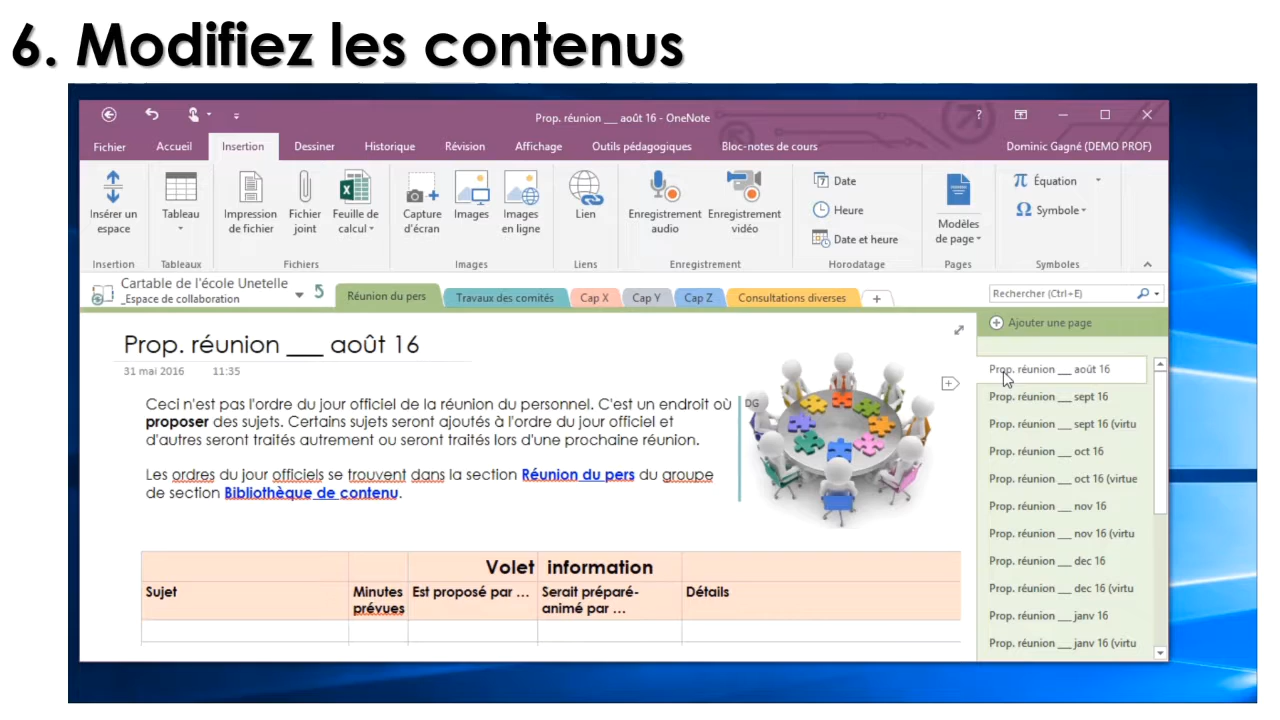 6. Modifiez les contenus
Prop. réunion ___ août 16 - OneNote
?
Fichier Accueil Insertion Dessiner Historique Révision Affichage Outils pédagogiques Bloc-notes de cours Dominic Gagné (DEMO PROF)
Insérer un espace
Tableau
Impression de fichier
Fichier joint
Feuille de calcul
Capture d'écran
Images
Images en ligne
Lien
Enregistrement audio
Enregistrement vidéo
Date
Heure
Date et heure
Modèles de page
π Équation
Ω Symbole
Insertion Tableaux Fichiers Images Liens Enregistrement Horodatage Pages Symboles
Cartable de l'école Unetelle
_Espace de collaboration
Réunion du pers Travaux des comités Cap X Cap Y Cap Z Consultations diverses +
Rechercher (Ctrl+E)
Ajouter une page
Prop. réunion ___ août 16
31 mai 2016 11:35
Ceci n'est pas l'ordre du jour officiel de la réunion du personnel. C'est un endroit où
proposer des sujets. Certains sujets seront ajoutés à l'ordre du jour officiel et
d'autres seront traités autrement ou seront traités lors d'une prochaine réunion.
DG
Les ordres du jour officiels se trouvent dans la section Réunion du pers du groupe
de section Bibliothèque de contenu.
Volet information
Sujet
Minutes prévues
Est proposé par ...
Serait préparé-
animé par ...
Détails
Prop. réunion ___ août 16
Prop. réunion ___ sept 16
Prop. réunion ___ sept 16 (virtu
Prop. réunion ___ oct 16
Prop. réunion ___ oct 16 (virtue
Prop. réunion ___ nov 16
Prop. réunion ___ nov 16 (virtu
Prop. réunion ___ dec 16
Prop. réunion ___ dec 16 (virtu
Prop. réunion ___ janv 16
Prop. réunion ___ janv 16 (virtu